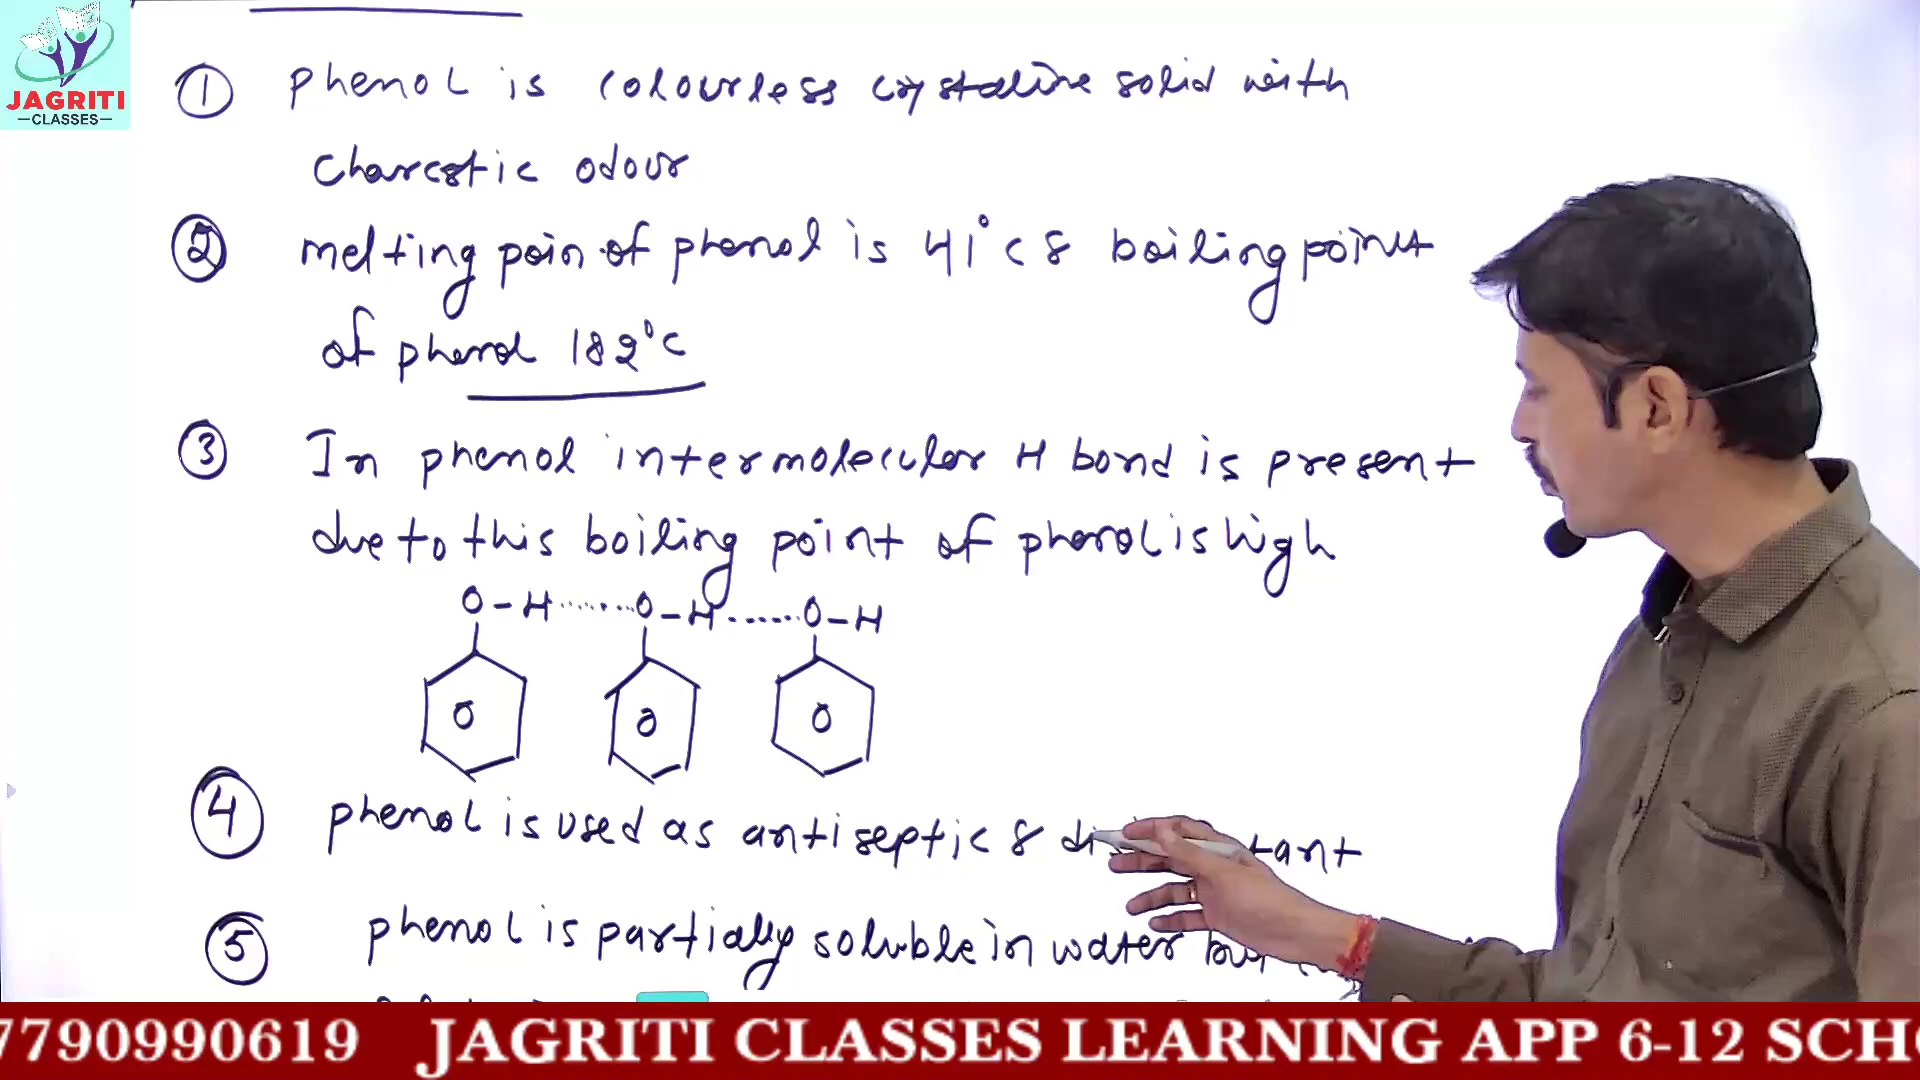 JAGRITI
CLASSES
① Phenol is colourless crystaline solid with
charcstic odour
② melting poin of phenol is 41°C & boiling point
of phenol 182°C
③ In phenol intermolecular H bond is present
due to this boiling point of phenol is high
O-H......O-H......O-H
④ phenol is used as antiseptic & tant
⑤ phenol is partially soluble in water but
7790990619 JAGRITI CLASSES LEARNING APP 6-12 SCH